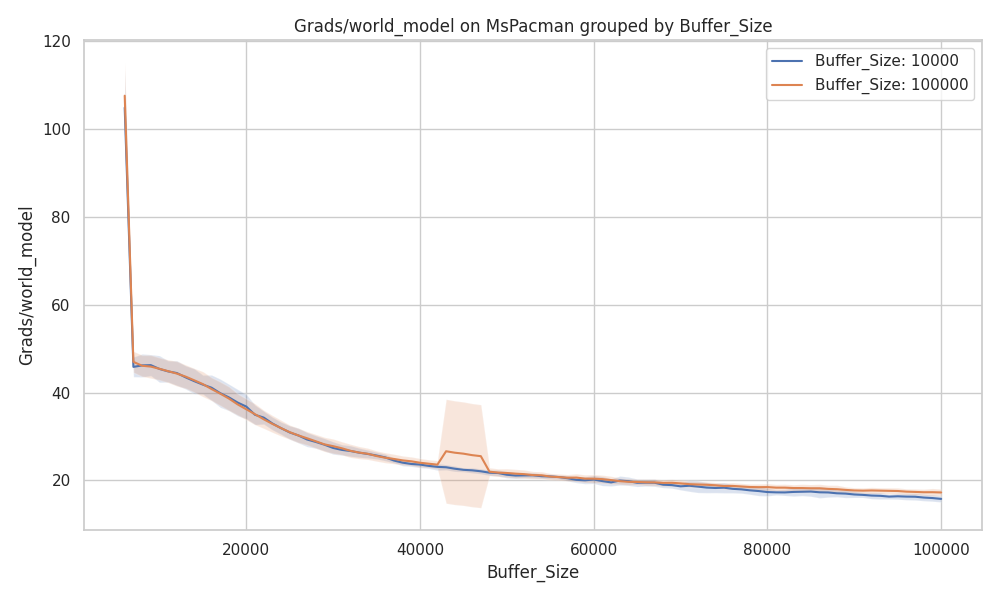 Grads/world_model on MsPacman grouped by Buffer_Size
Buffer_Size: 10000
Buffer_Size: 100000
Grads/world_model
120
100
80
60
40
20
20000
40000
60000
80000
100000
Buffer_Size